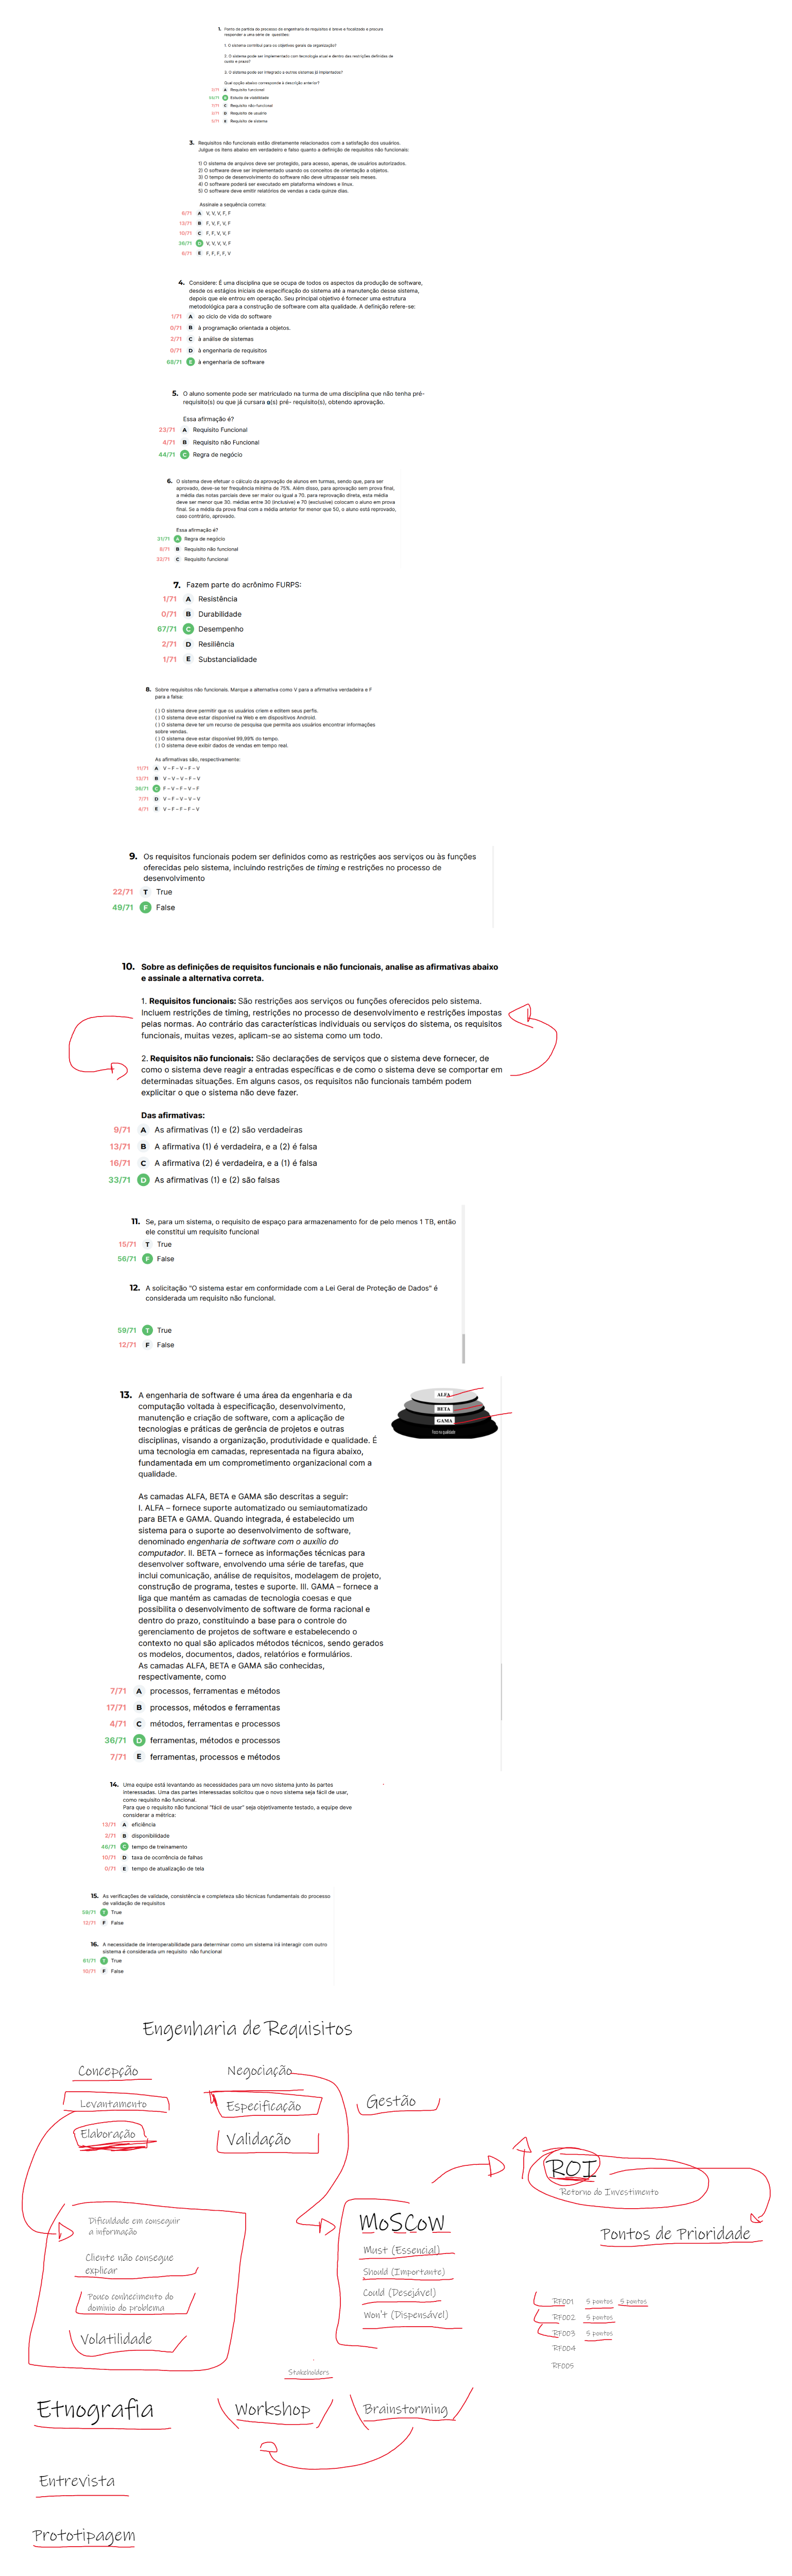 1. Ponto de partida do processo de engenharia de requisitos é breve e focalizado e procura
responder a uma série de questões:
1. O sistema contribui para os objetivos gerais da organização?
2. O sistema pode ser implementado com tecnologia atual e dentro das restrições definidas de
custo e prazo?
3. O sistema pode ser integrado a outros sistemas já implantados?
Qual opção abaixo corresponde à descrição anterior?
A Requisito funcional
B Estudo de viabilidade
C Requisito não-funcional
D Requisito de usuário
E Requisito de sistema
3. Requisitos não funcionais estão diretamente relacionados com a satisfação dos usuários.
Julgue os itens abaixo em verdadeiro e falso quanto a definição de requisitos não funcionais:
1) O sistema de arquivos deve ser protegido, para acesso, apenas, de usuários autorizados.
2) O software deve ser implementado usando os conceitos de orientação a objetos.
3) O tempo de desenvolvimento do software não deve ultrapassar seis meses.
4) O software poderá ser executado em plataforma windows e linux.
5) O software deve emitir relatórios de vendas a cada quinze dias.
Assinale a sequência correta:
6/71 A V, V, V, F, F
13/71 B F, V, F, V, F
10/71 C F, F, V, V, F
36/71 D V, V, V, V, F
6/71 E F, F, F, F, V
4. Considere: É uma disciplina que se ocupa de todos os aspectos da produção de software,
desde os estágios iniciais de especificação do sistema até a manutenção desse sistema,
depois que ele entrou em operação. Seu principal objetivo é fornecer uma estrutura
metodológica para a construção de software com alta qualidade. A definição refere-se:
1/71 A ao ciclo de vida do software
0/71 B à programação orientada a objetos.
2/71 C à análise de sistemas
0/71 D à engenharia de requisitos
68/71 E à engenharia de software
5. O aluno somente pode ser matriculado na turma de uma disciplina que não tenha pré-
requisito(s) ou que já cursara o(s) pré- requisito(s), obtendo aprovação.
Essa afirmação é?
23/71 A Requisito Funcional
4/71 B Requisito não Funcional
44/71 C Regra de negócio
6. O sistema deve efetuar o cálculo da aprovação de alunos em turmas, sendo que, para ser
aprovado, deve-se ter frequência mínima de 75%. Além disso, para aprovação sem prova final,
a média das notas parciais deve ser maior ou igual a 70. para reprovação direta, esta média
deve ser menor que 30. médias entre 30 (inclusive) e 70 (exclusive) colocam o aluno em prova
final. Se a média da prova final com a média anterior for menor que 50, o aluno está reprovado,
caso contrário, aprovado.
Essa afirmação é?
31/71 A Regra de negócio
8/71 B Requisito não funcional
32/71 C Requisito funcional
7. Fazem parte do acrônimo FURPS:
1/71 A Resistência
0/71 B Durabilidade
67/71 C Desempenho
2/71 D Resiliência
1/71 E Substancialidade
8. Sobre requisitos não funcionais. Marque a alternativa como V para a afirmativa verdadeira e F
para a falsa:
( ) O sistema deve permitir que os usuários criem e editem seus perfis.
( ) O sistema deve estar disponível na Web e em dispositivos Android.
( ) O sistema deve ter um recurso de pesquisa que permita aos usuários encontrar informações
sobre vendas.
( ) O sistema deve estar disponível 99,99% do tempo.
( ) O sistema deve exibir dados de vendas em tempo real.
As afirmativas são, respectivamente:
11/71 A V – F – V – F – V
13/71 B V – V – V – F – V
36/71 C F – V – F – V – F
7/71 D V – F – V – V – V
4/71 E V – F – F – F – V
9. Os requisitos funcionais podem ser definidos como as restrições aos serviços ou às funções
oferecidas pelo sistema, incluindo restrições de timing e restrições no processo de
desenvolvimento
22/71 T True
49/71 F False
10. Sobre as definições de requisitos funcionais e não funcionais, analise as afirmativas abaixo
e assinale a alternativa correta.
1. Requisitos funcionais: São restrições aos serviços ou funções oferecidos pelo sistema.
Incluem restrições de timing, restrições no processo de desenvolvimento e restrições impostas
pelas normas. Ao contrário das características individuais ou serviços do sistema, os requisitos
funcionais, muitas vezes, aplicam-se ao sistema como um todo.
2. Requisitos não funcionais: São declarações de serviços que o sistema deve fornecer, de
como o sistema deve reagir a entradas específicas e de como o sistema deve se comportar em
determinadas situações. Em alguns casos, os requisitos não funcionais também podem
explicitar o que o sistema não deve fazer.
Das afirmativas:
9/71 A As afirmativas (1) e (2) são verdadeiras
13/71 B A afirmativa (1) é verdadeira, e a (2) é falsa
16/71 C A afirmativa (2) é verdadeira, e a (1) é falsa
33/71 D As afirmativas (1) e (2) são falsas
11. Se, para um sistema, o requisito de espaço para armazenamento for de pelo menos 1 TB, então
ele constitui um requisito funcional
15/71 T True
56/71 F False
12. A solicitação "O sistema estar em conformidade com a Lei Geral de Proteção de Dados" é
considerada um requisito não funcional.
59/71 T True
12/71 F False
13. A engenharia de software é uma área da engenharia e da
computação voltada à especificação, desenvolvimento,
manutenção e criação de software, com a aplicação de
tecnologias e práticas de gerência de projetos e outras
disciplinas, visando a organização, produtividade e qualidade. É
uma tecnologia em camadas, representada na figura abaixo,
fundamentada em um comprometimento organizacional com a
qualidade.
ALFA
BETA
GAMA
Foco na qualidade
As camadas ALFA, BETA e GAMA são descritas a seguir:
I. ALFA – fornece suporte automatizado ou semiautomatizado
para BETA e GAMA. Quando integrada, é estabelecido um
sistema para o suporte ao desenvolvimento de software,
denominado engenharia de software com o auxílio do
computador. II. BETA – fornece as informações técnicas para
desenvolver software, envolvendo uma série de tarefas, que
inclui comunicação, análise de requisitos, modelagem de projeto,
construção de programa, testes e suporte. III. GAMA – fornece a
liga que mantém as camadas de tecnologia coesas e que
possibilita o desenvolvimento de software de forma racional e
dentro do prazo, constituindo a base para o controle do
gerenciamento de projetos de software e estabelecendo o
contexto no qual são aplicados métodos técnicos, sendo gerados
os modelos, documentos, dados, relatórios e formulários.
As camadas ALFA, BETA e GAMA são conhecidas,
respectivamente, como
7/71 A processos, ferramentas e métodos
17/71 B processos, métodos e ferramentas
4/71 C métodos, ferramentas e processos
36/71 D ferramentas, métodos e processos
7/71 E ferramentas, processos e métodos
14. Uma equipe está levantando as necessidades para um novo sistema junto às partes
interessadas. Uma das partes interessadas solicitou que o novo sistema seja fácil de usar,
como requisito não funcional.
Para que o requisito não funcional "fácil de usar" seja objetivamente testado, a equipe deve
considerar a métrica:
13/71 A eficiência
2/71 B disponibilidade
46/71 C tempo de treinamento
10/71 D taxa de ocorrência de falhas
0/71 E tempo de atualização de tela
15. As verificações de validade, consistência e completeza são técnicas fundamentais do processo
de validação de requisitos
59/71 T True
12/71 F False
16. A necessidade de interoperabilidade para determinar como um sistema irá interagir com outro
sistema é considerada um requisito não funcional
61/71 T True
10/71 F False
Engenharia de Requisitos
Concepção
Negociação
Levantamento
Especificação
Gestão
Elaboração
Validação
ROI
Retorno do Investimento
Dificuldade em conseguir
a informação
Cliente não consegue
explicar
Pouco conhecimento do
domínio do problema
Volatilidade
MoSCoW
Must (Essencial)
Should (Importante)
Could (Desejável)
Won't (Dispensável)
Pontos de Prioridade
RF001 5 pontos 5 pontos
RF002 5 pontos
RF003 5 pontos
RF004
RF005
Stakeholders
Etnografia
Workshop
Brainstorming
Entrevista
Prototipagem